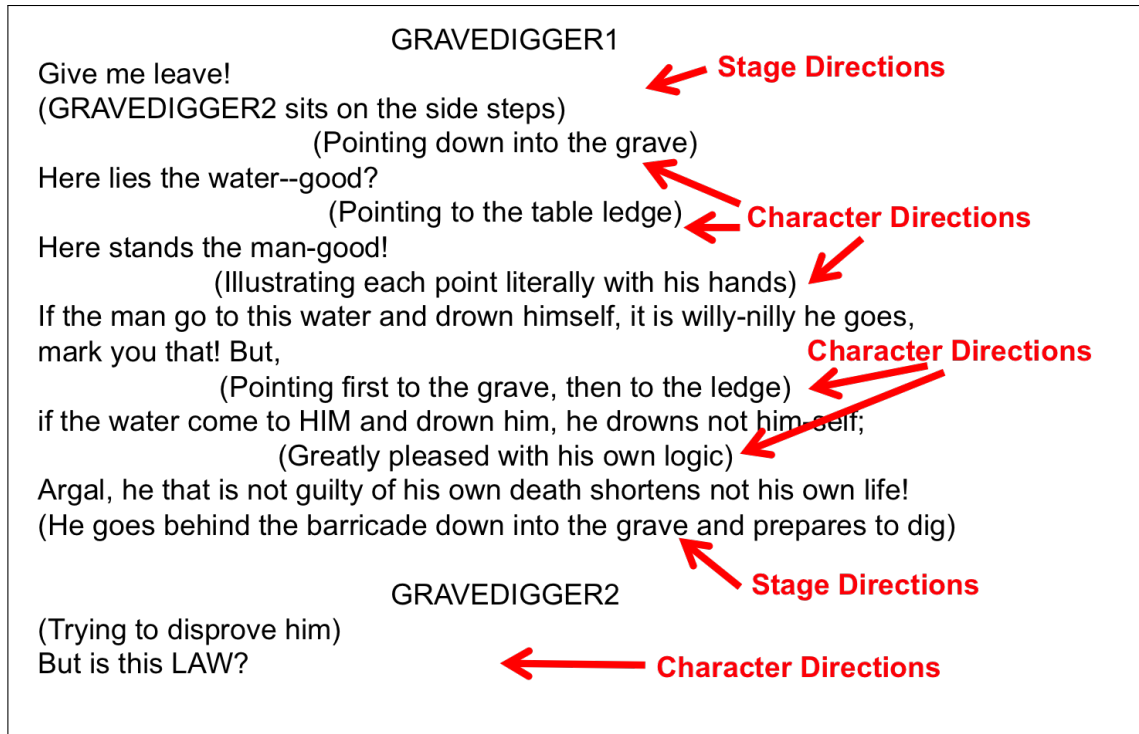 GRAVEDIGGER1
Give me leave!
Stage Directions
(GRAVEDIGGER2 sits on the side steps)
(Pointing down into the grave)
Here lies the water--good?
(Pointing to the table ledge)
Character Directions
Here stands the man-good!
(Illustrating each point literally with his hands)
If the man go to this water and drown himself, it is willy-nilly he goes,
mark you that! But,
Character Directions
(Pointing first to the grave, then to the ledge)
if the water come to HIM and drown him, he drowns not him-self;
(Greatly pleased with his own logic)
Argal, he that is not guilty of his own death shortens not his own life!
(He goes behind the barricade down into the grave and prepares to dig)
Stage Directions
GRAVEDIGGER2
(Trying to disprove him)
But is this LAW?
Character Directions